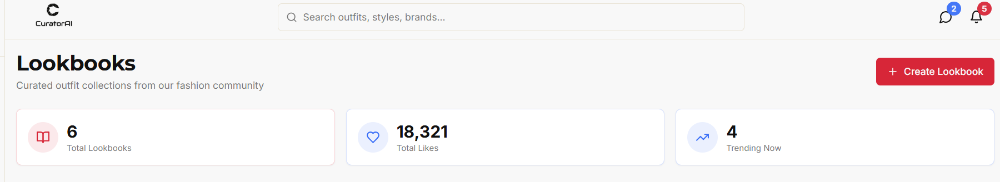 CuratorAI
Search outfits, styles, brands...
2
5
Lookbooks
Curated outfit collections from our fashion community
Create Lookbook
6
Total Lookbooks
18,321
Total Likes
4
Trending Now